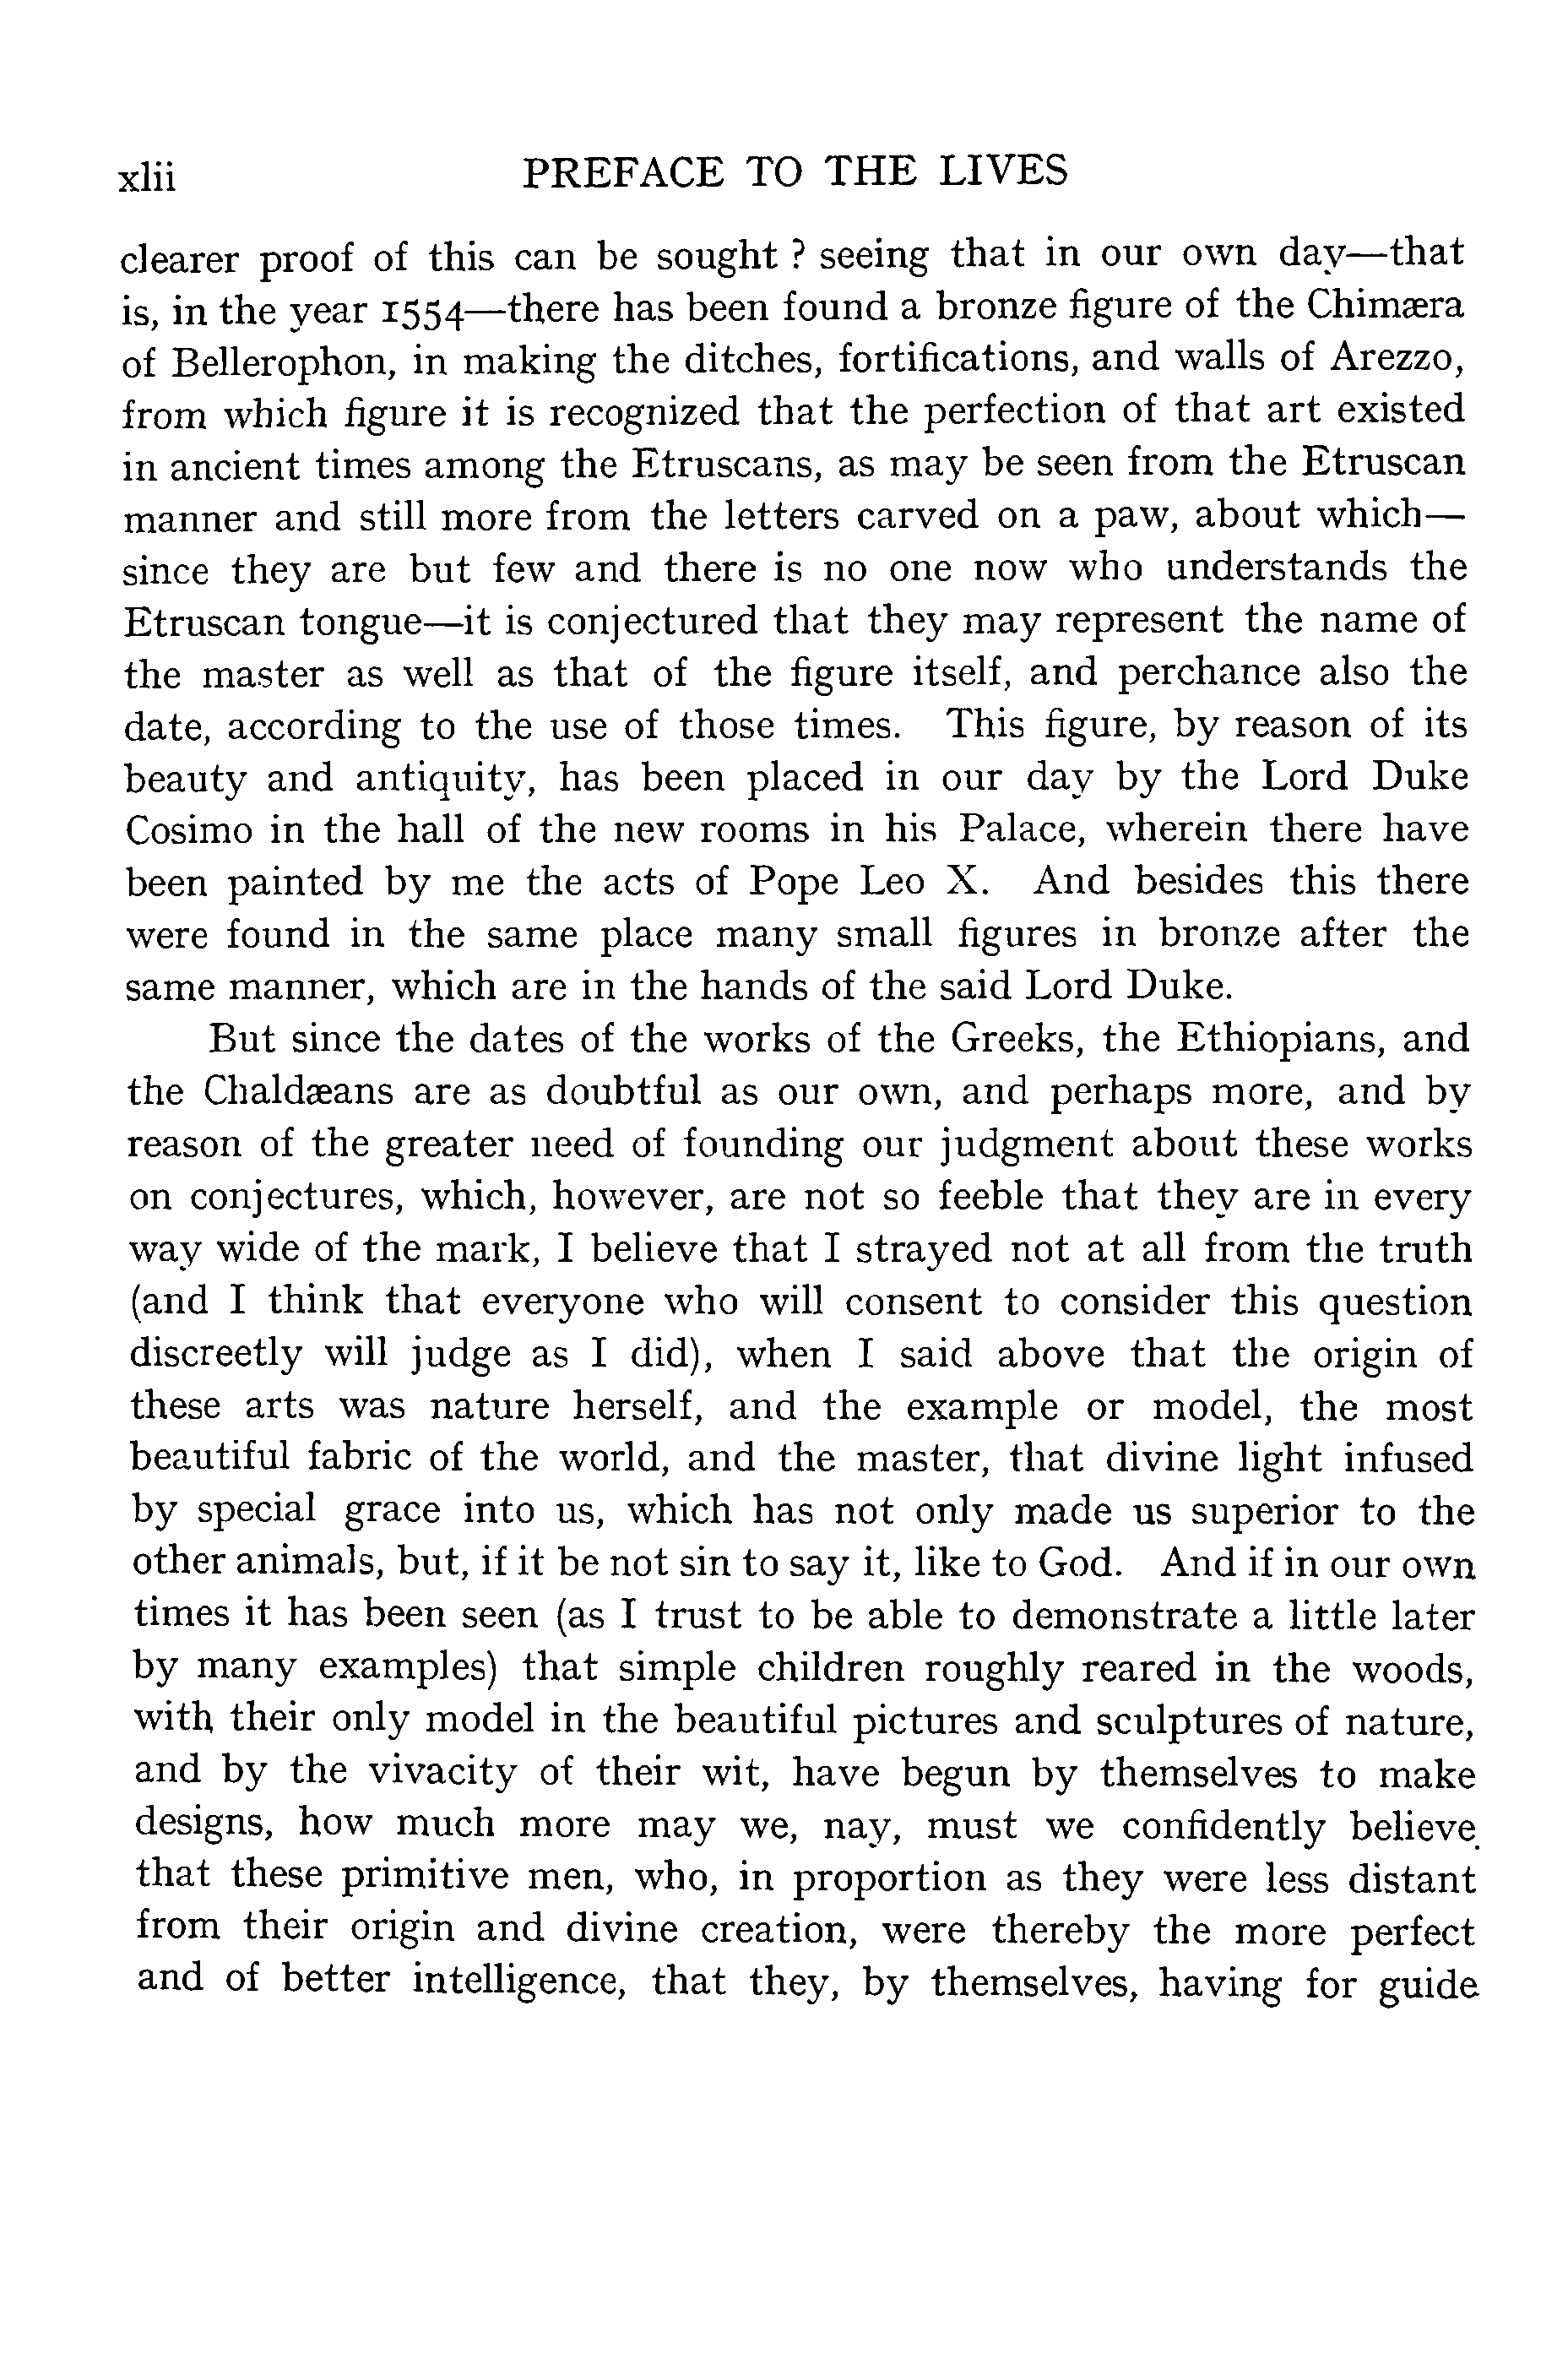 xlii PREFACE TO THE LIVES
clearer proof of this can be sought ? seeing that in our own day—that
is, in the year 1554—there has been found a bronze figure of the Chimæra
of Bellerophon, in making the ditches, fortifications, and walls of Arezzo,
from which figure it is recognized that the perfection of that art existed
in ancient times among the Etruscans, as may be seen from the Etruscan
manner and still more from the letters carved on a paw, about which—
since they are but few and there is no one now who understands the
Etruscan tongue—it is conjectured that they may represent the name of
the master as well as that of the figure itself, and perchance also the
date, according to the use of those times. This figure, by reason of its
beauty and antiquity, has been placed in our day by the Lord Duke
Cosimo in the hall of the new rooms in his Palace, wherein there have
been painted by me the acts of Pope Leo X. And besides this there
were found in the same place many small figures in bronze after the
same manner, which are in the hands of the said Lord Duke.
But since the dates of the works of the Greeks, the Ethiopians, and
the Chaldæans are as doubtful as our own, and perhaps more, and by
reason of the greater need of founding our judgment about these works
on conjectures, which, however, are not so feeble that they are in every
way wide of the mark, I believe that I strayed not at all from the truth
(and I think that everyone who will consent to consider this question
discreetly will judge as I did), when I said above that the origin of
these arts was nature herself, and the example or model, the most
beautiful fabric of the world, and the master, that divine light infused
by special grace into us, which has not only made us superior to the
other animals, but, if it be not sin to say it, like to God. And if in our own
times it has been seen (as I trust to be able to demonstrate a little later
by many examples) that simple children roughly reared in the woods,
with their only model in the beautiful pictures and sculptures of nature,
and by the vivacity of their wit, have begun by themselves to make
designs, how much more may we, nay, must we confidently believe
that these primitive men, who, in proportion as they were less distant
from their origin and divine creation, were thereby the more perfect
and of better intelligence, that they, by themselves, having for guide